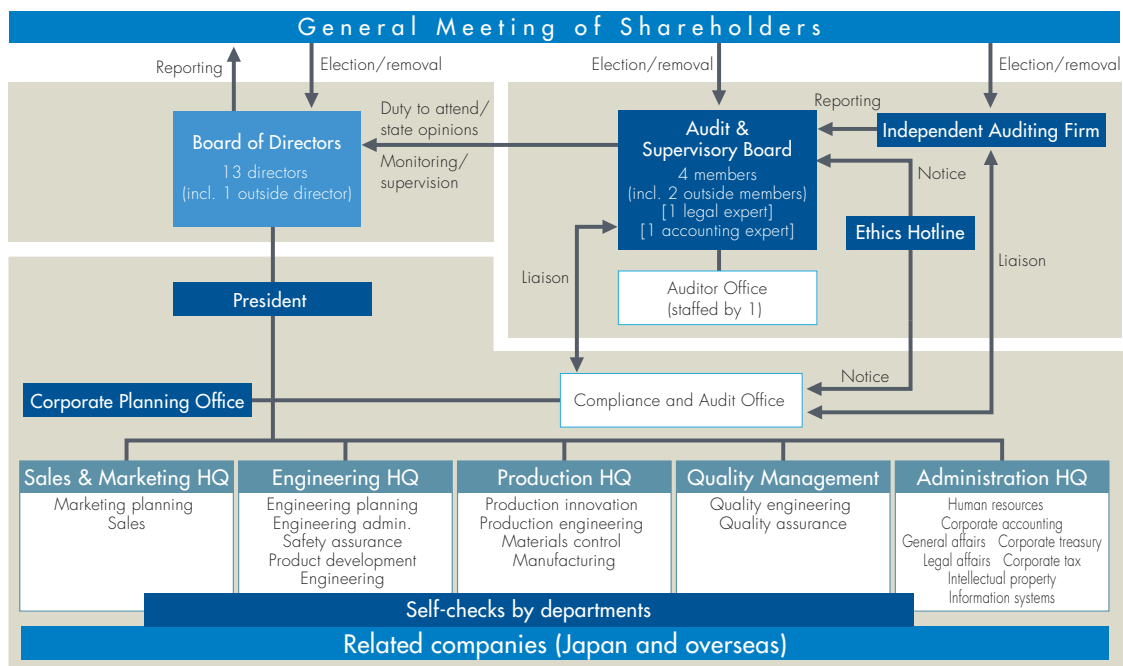 General Meeting of Shareholders
Reporting
Election/removal
Election/removal
Election/removal
Board of Directors
13 directors
(incl. 1 outside director)
Duty to attend/
state opinions
Monitoring/
supervision
Audit &
Supervisory Board
4 members
(incl. 2 outside members)
[1 legal expert]
[1 accounting expert]
Reporting
Independent Auditing Firm
Notice
Ethics Hotline
Liaison
Liaison
Auditor Office
(staffed by 1)
President
Notice
Corporate Planning Office
Compliance and Audit Office
Sales & Marketing HQ
Marketing planning
Sales
Engineering HQ
Engineering planning
Engineering admin.
Safety assurance
Product development
Engineering
Production HQ
Production innovation
Production engineering
Materials control
Manufacturing
Quality Management
Quality engineering
Quality assurance
Administration HQ
Human resources
Corporate accounting
General affairs Corporate treasury
Legal affairs Corporate tax
Intellectual property
Information systems
Self-checks by departments
Related companies (Japan and overseas)